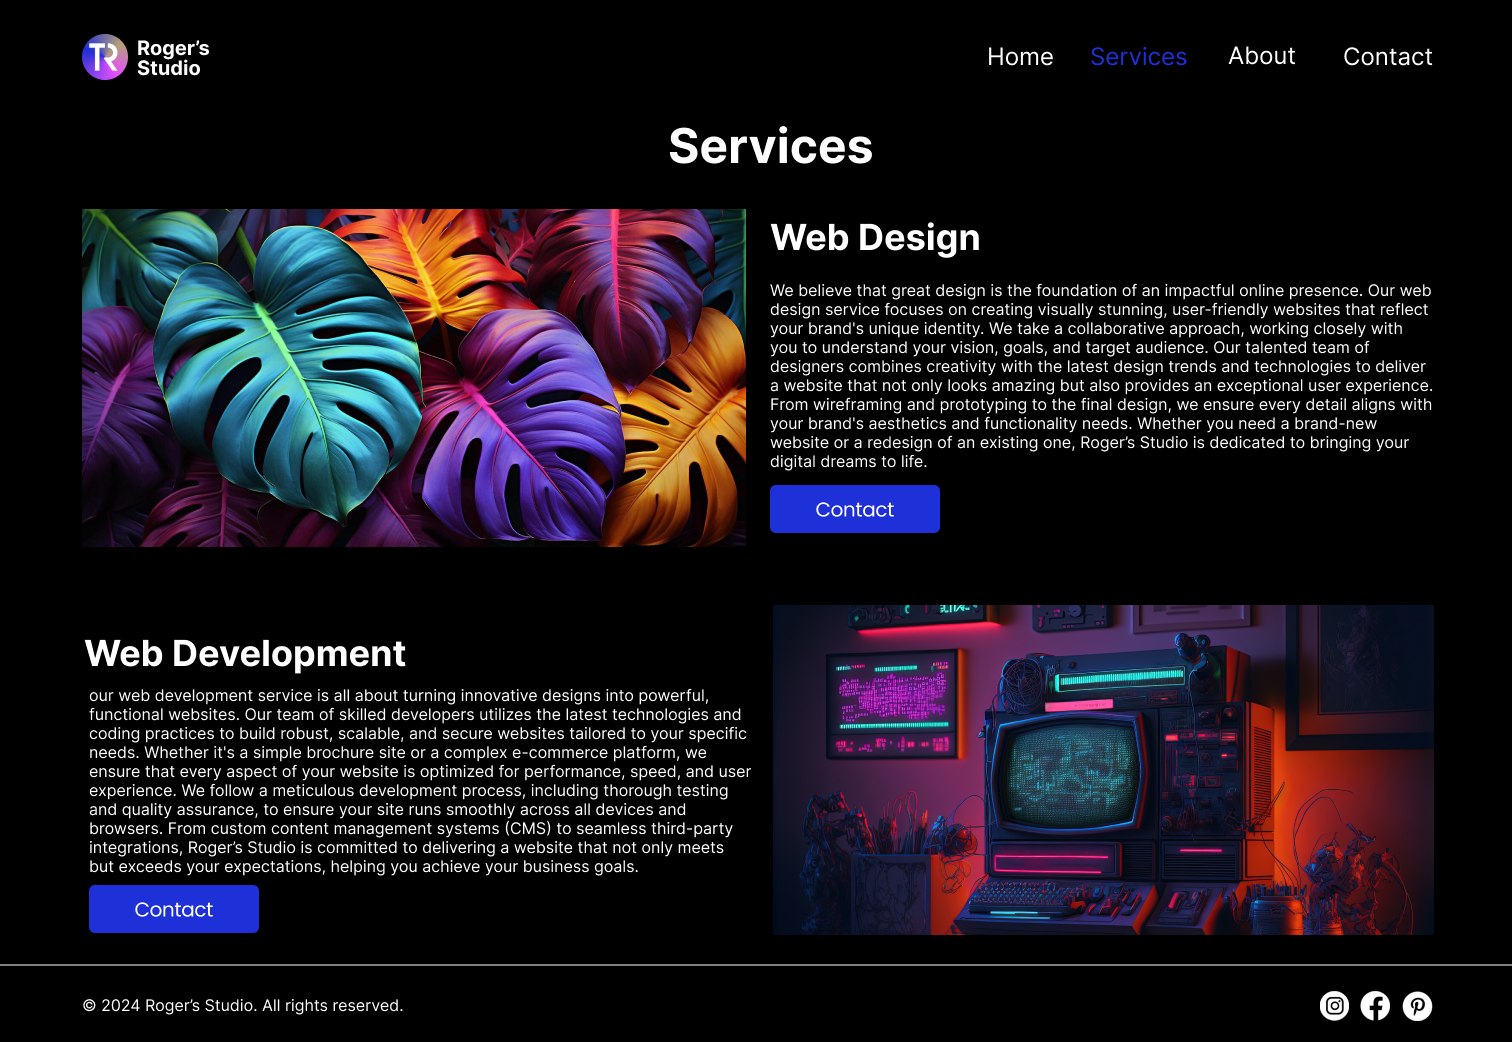 TR
Roger’s
Studio
Home Services About Contact
Services
Web Design
We believe that great design is the foundation of an impactful online presence. Our web
design service focuses on creating visually stunning, user-friendly websites that reflect
your brand's unique identity. We take a collaborative approach, working closely with
you to understand your vision, goals, and target audience. Our talented team of
designers combines creativity with the latest design trends and technologies to deliver
a website that not only looks amazing but also provides an exceptional user experience.
From wireframing and prototyping to the final design, we ensure every detail aligns with
your brand's aesthetics and functionality needs. Whether you need a brand-new
website or a redesign of an existing one, Roger’s Studio is dedicated to bringing your
digital dreams to life.
Contact
Web Development
our web development service is all about turning innovative designs into powerful,
functional websites. Our team of skilled developers utilizes the latest technologies and
coding practices to build robust, scalable, and secure websites tailored to your specific
needs. Whether it's a simple brochure site or a complex e-commerce platform, we
ensure that every aspect of your website is optimized for performance, speed, and user
experience. We follow a meticulous development process, including thorough testing
and quality assurance, to ensure your site runs smoothly across all devices and
browsers. From custom content management systems (CMS) to seamless third-party
integrations, Roger’s Studio is committed to delivering a website that not only meets
but exceeds your expectations, helping you achieve your business goals.
Contact
© 2024 Roger’s Studio. All rights reserved.